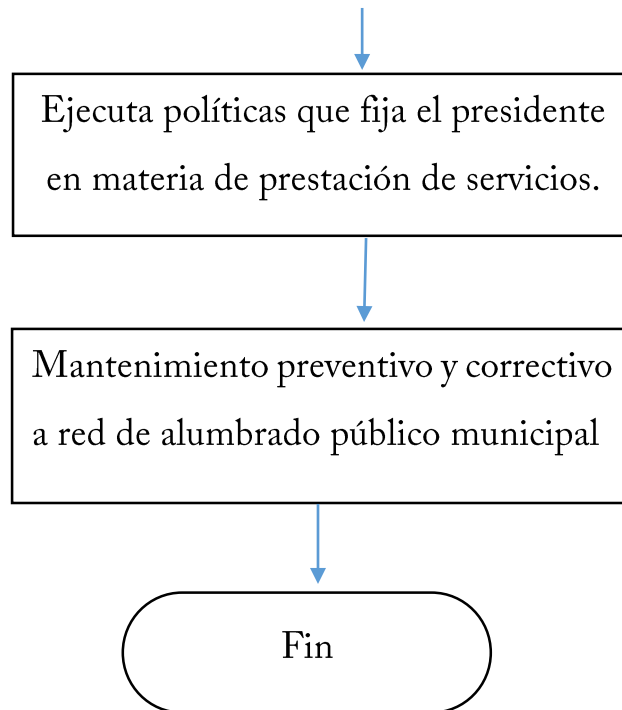 Ejecuta políticas que fija el presidente
en materia de prestación de servicios.
Mantenimiento preventivo y correctivo
a red de alumbrado público municipal
Fin